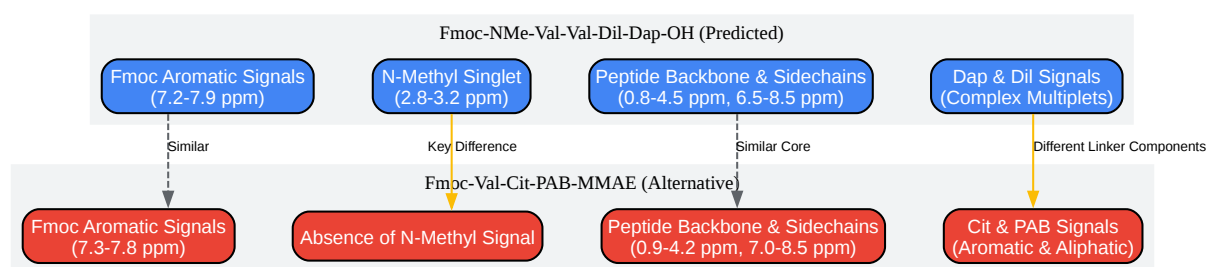 Fmoc-NMe-Val-Val-Dil-Dap-OH (Predicted)
Fmoc Aromatic Signals
(7.2-7.9 ppm)
N-Methyl Singlet
(2.8-3.2 ppm)
Peptide Backbone & Sidechains
(0.8-4.5 ppm, 6.5-8.5 ppm)
Dap & Dil Signals
(Complex Multiplets)
Similar
Key Difference
Similar Core
Different Linker Components
Fmoc-Val-Cit-PAB-MMAE (Alternative)
Fmoc Aromatic Signals
(7.3-7.8 ppm)
Absence of N-Methyl Signal
Peptide Backbone & Sidechains
(0.9-4.2 ppm, 7.0-8.5 ppm)
Cit & PAB Signals
(Aromatic & Aliphatic)